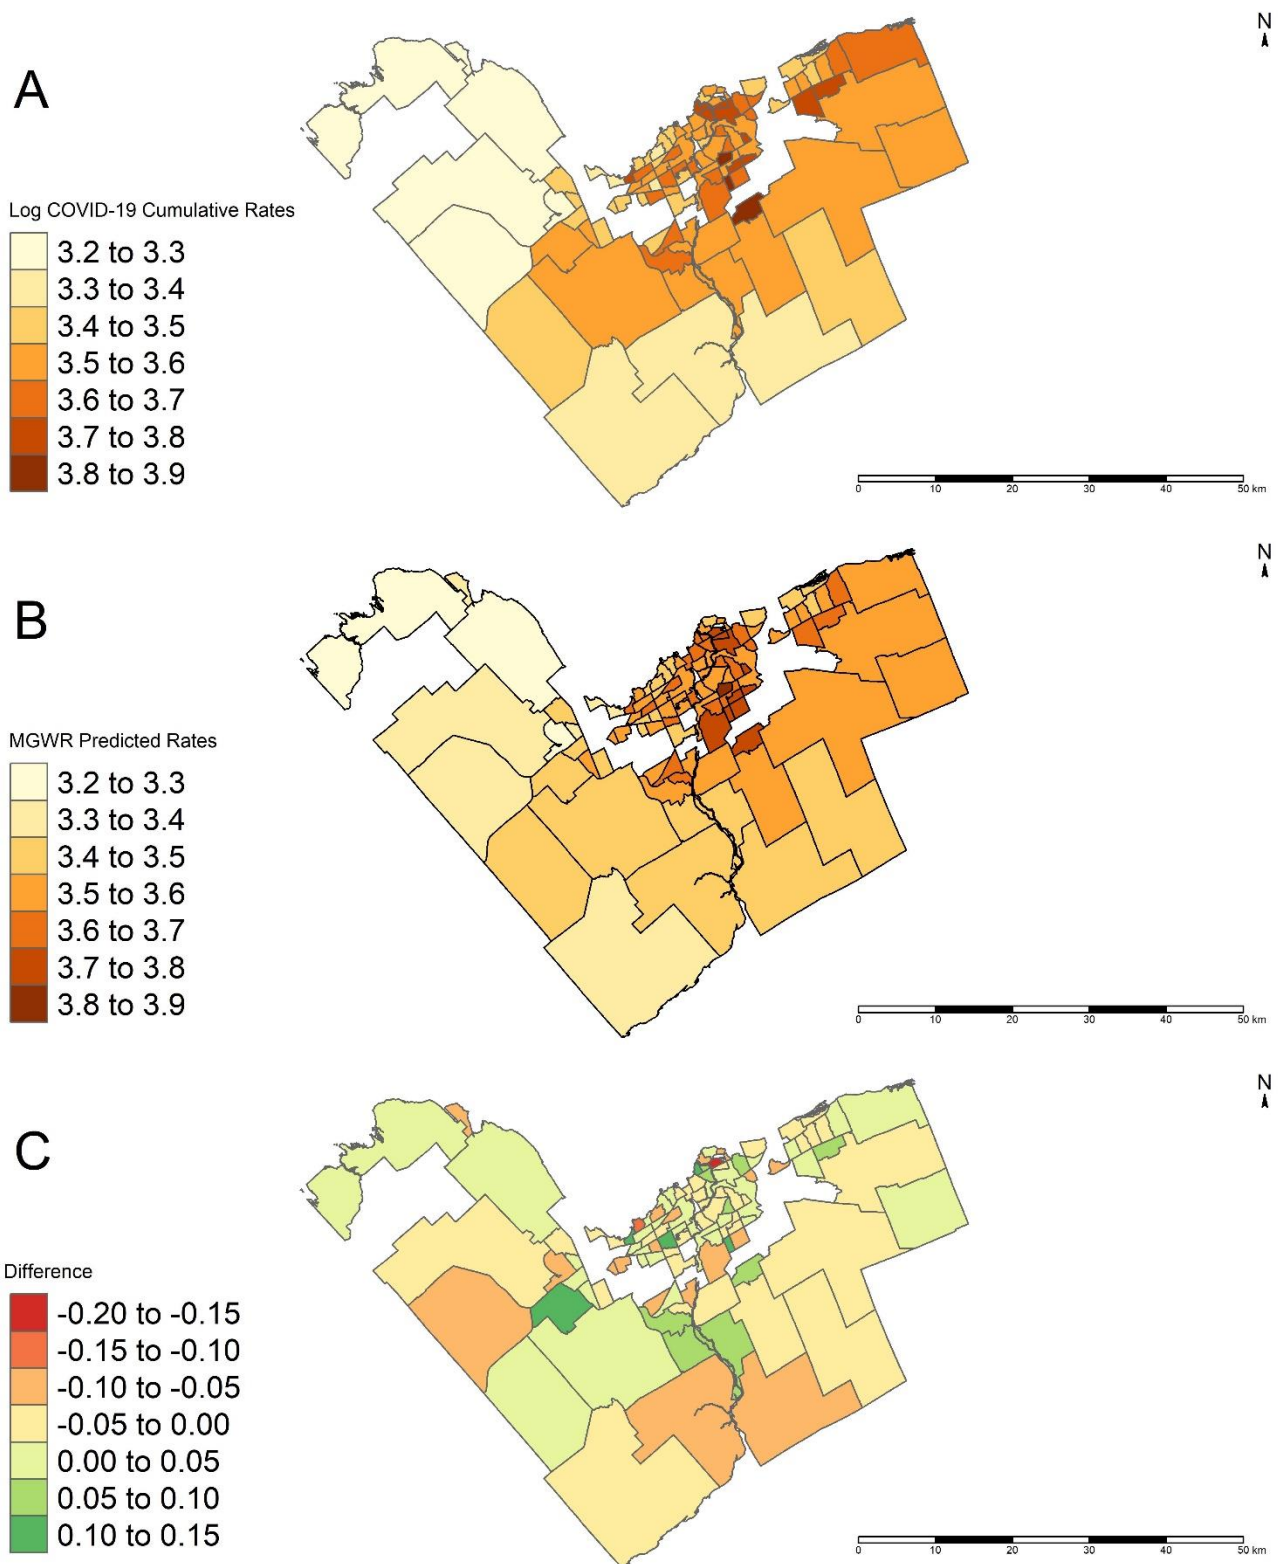 N
A
Log COVID-19 Cumulative Rates
3.2 to 3.3
3.3 to 3.4
3.4 to 3.5
3.5 to 3.6
3.6 to 3.7
3.7 to 3.8
3.8 to 3.9
0 10 20 30 40 50 km
N
B
MGWR Predicted Rates
3.2 to 3.3
3.3 to 3.4
3.4 to 3.5
3.5 to 3.6
3.6 to 3.7
3.7 to 3.8
3.8 to 3.9
0 10 20 30 40 50 km
N
C
Difference
-0.20 to -0.15
-0.15 to -0.10
-0.10 to -0.05
-0.05 to 0.00
0.00 to 0.05
0.05 to 0.10
0.10 to 0.15
0 10 20 30 40 50 km